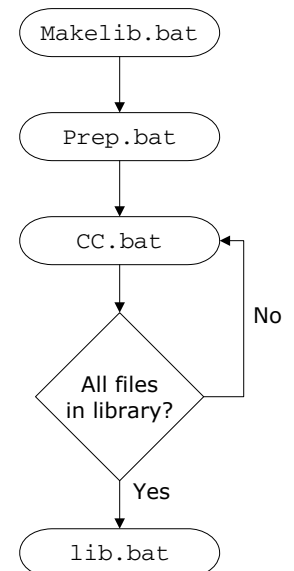 Makelib.bat
Prep.bat
CC.bat
No
All files
in library?
Yes
lib.bat